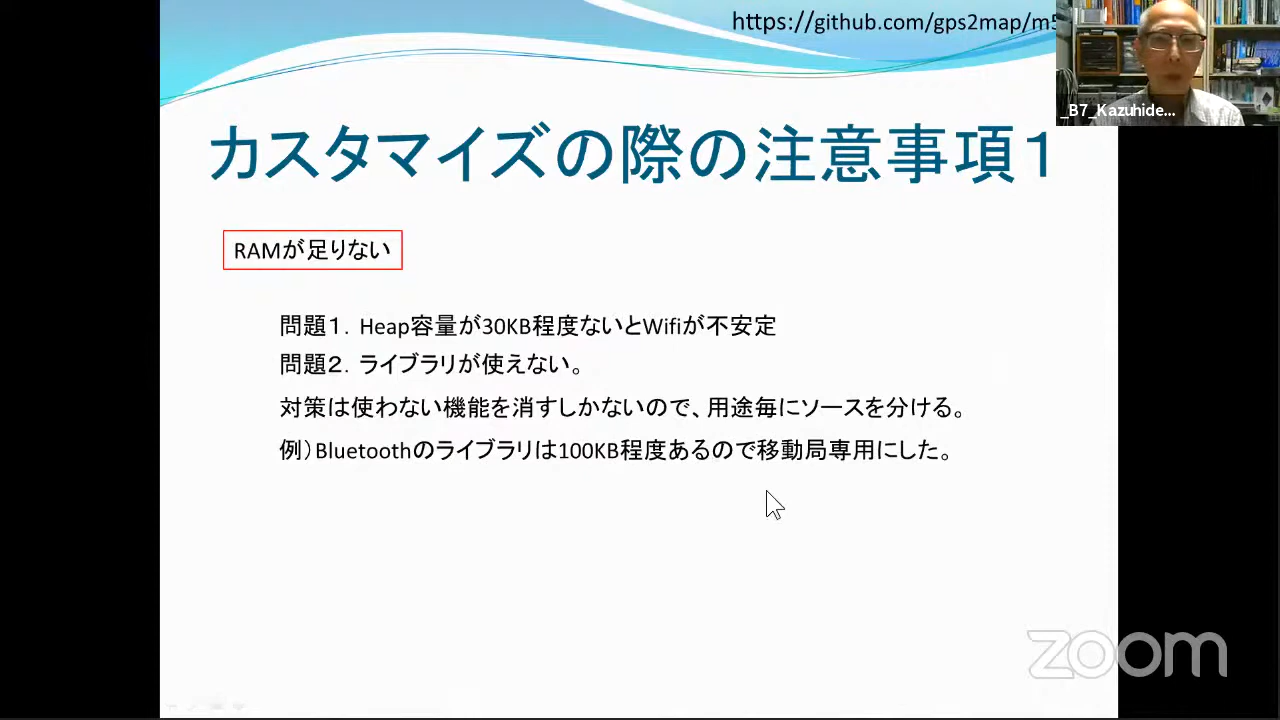 https://github.com/gps2map/m5
_B7_Kazuhide...
カスタマイズの際の注意事項１
RAMが足りない
問題１．Heap容量が30KB程度ないとWifiが不安定
問題２．ライブラリが使えない。
対策は使わない機能を消すしかないので、用途毎にソースを分ける。
例）Bluetoothのライブラリは100KB程度あるので移動局専用にした。
zoom